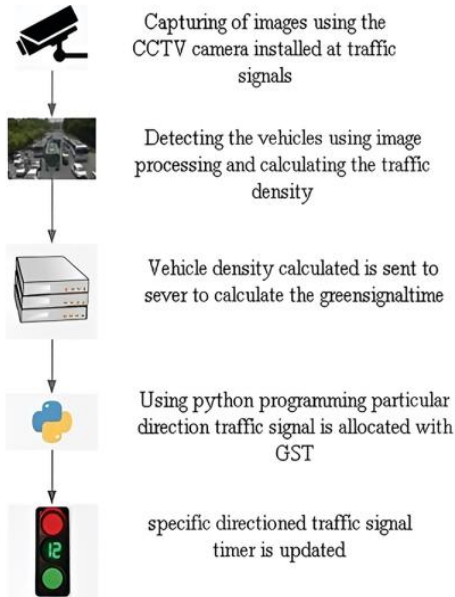 Capturing of images using the
CCTV camera installed at traffic
signals
Detecting the vehicles using image
processing and calculating the traffic
density
Vehicle density calculated is sent to
sever to calculate the greensignaltime
Using python programming particular
direction traffic signal is allocated with
GST
specific directioned traffic signal
timer is updated
12